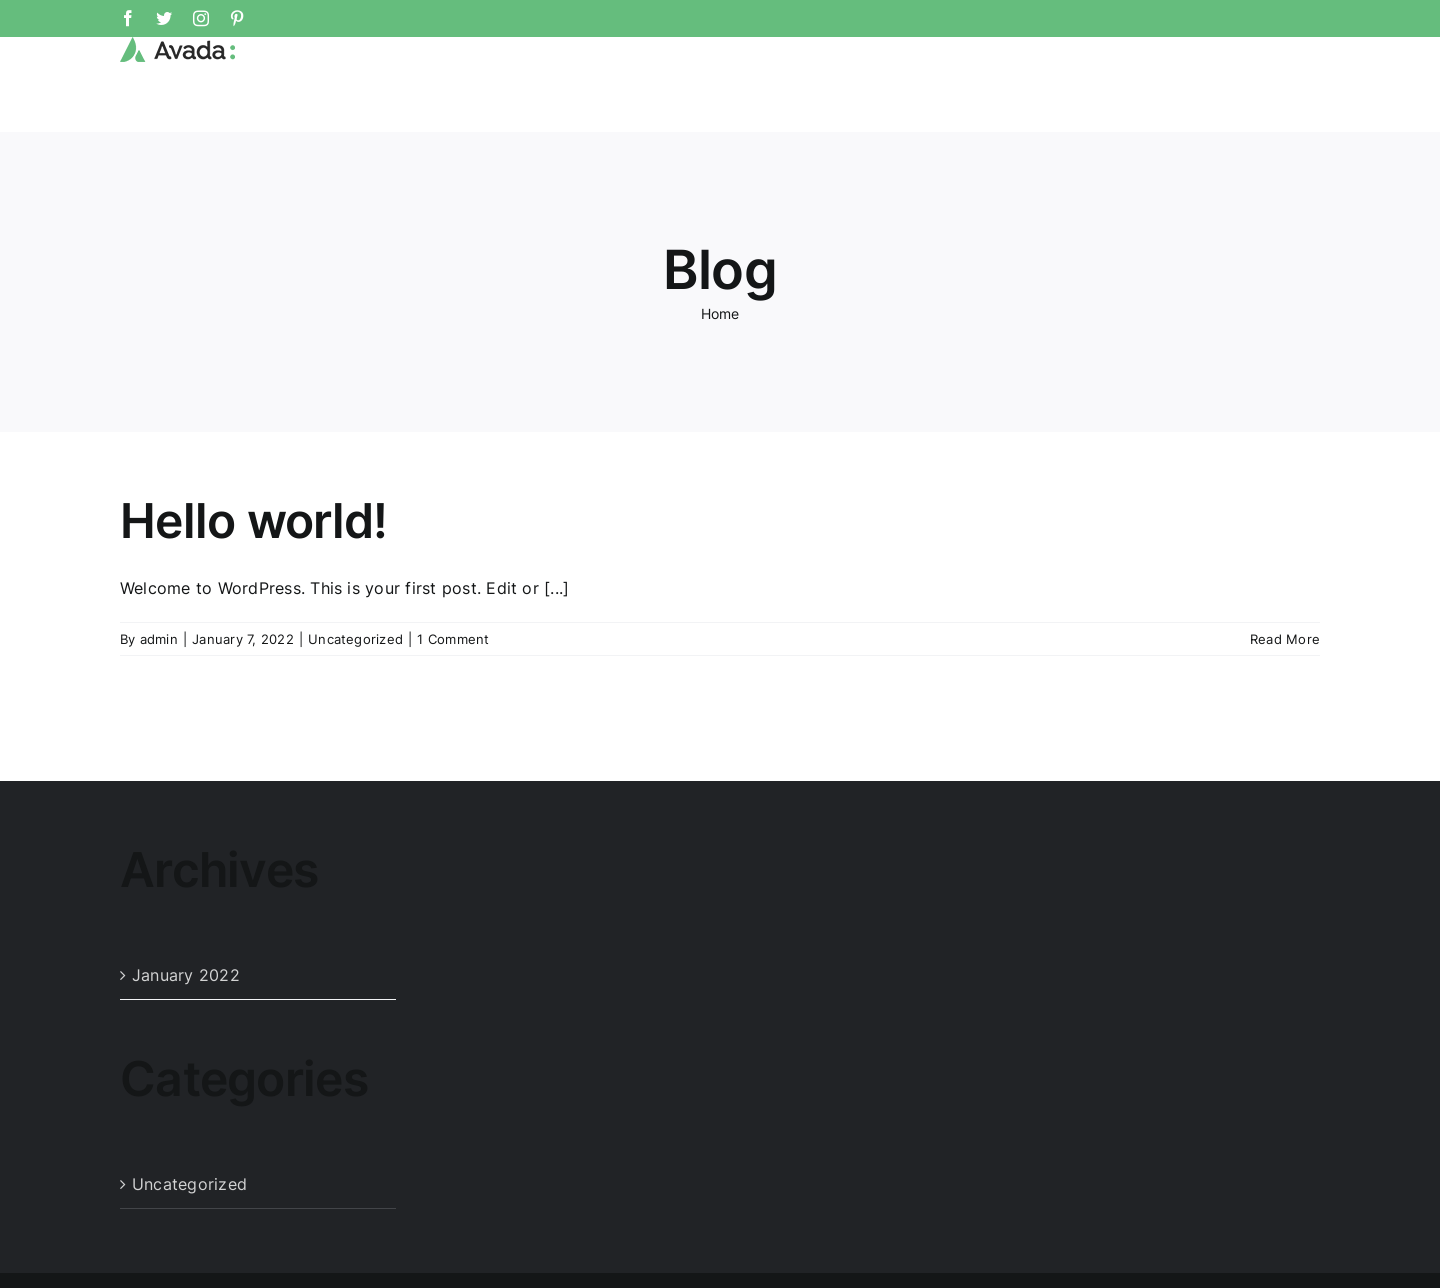 Avada:
Blog
Home
Hello world!
Welcome to WordPress. This is your first post. Edit or [...]
By admin | January 7, 2022 | Uncategorized | 1 Comment
Read More
Archives
January 2022
Categories
Uncategorized